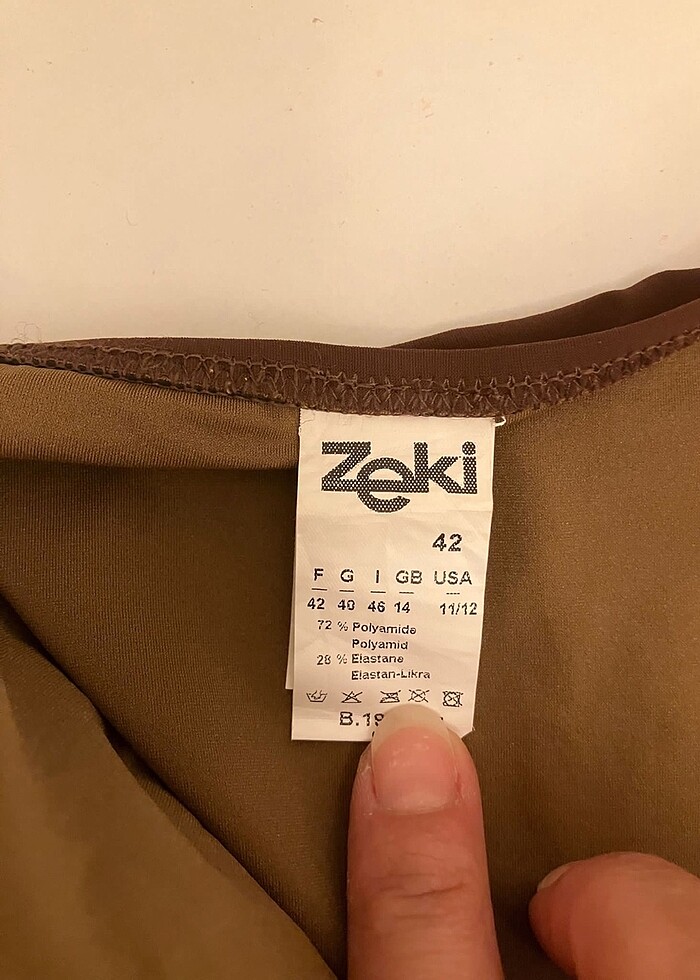 Zeki
42
F G I GB USA
42 40 46 14 11/12
72 % Polyamide
Polyamid
28 % Elastane
Elastan-Likra